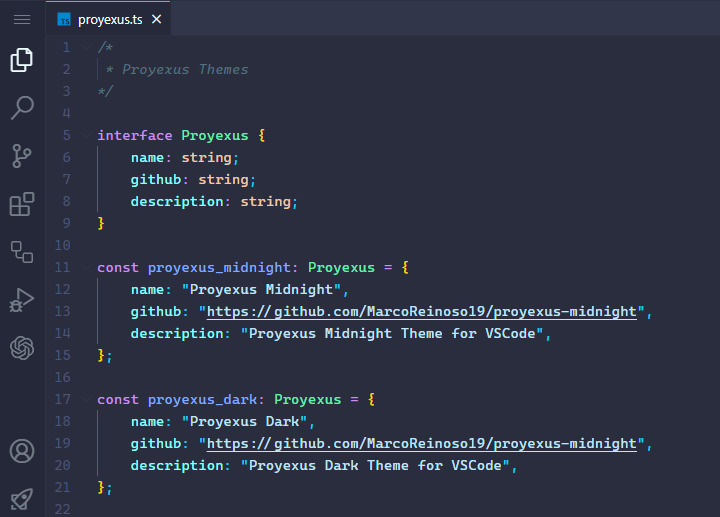 TS proyexus.ts
1 /*
2 * Proyexus Themes
3 */
4
5 interface Proyexus {
6 name: string;
7 github: string;
8 description: string;
9 }
10
11 const proyexus_midnight: Proyexus = {
12 name: "Proyexus Midnight",
13 github: "https://github.com/MarcoReinoso19/proyexus-midnight",
14 description: "Proyexus Midnight Theme for VSCode",
15 };
16
17 const proyexus_dark: Proyexus = {
18 name: "Proyexus Dark",
19 github: "https://github.com/MarcoReinoso19/proyexus-midnight",
20 description: "Proyexus Dark Theme for VSCode",
21 };
22